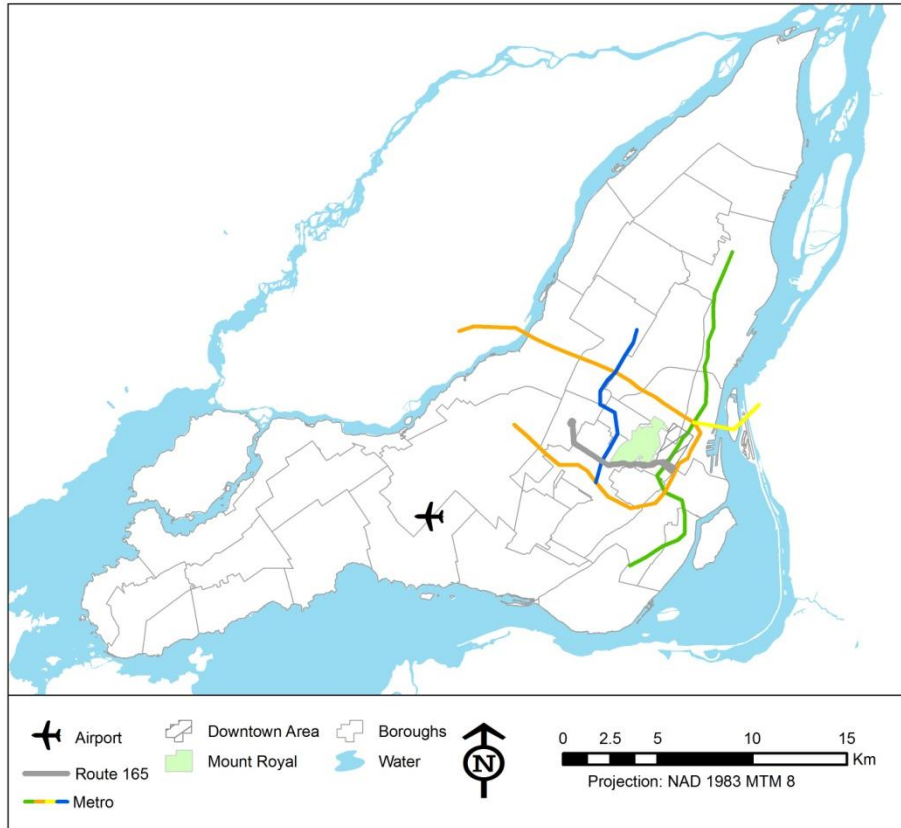 Airport
Downtown Area
Boroughs
Mount Royal
Water
Route 165
Metro
N
0 2.5 5 10 15
Km
Projection: NAD 1983 MTM 8